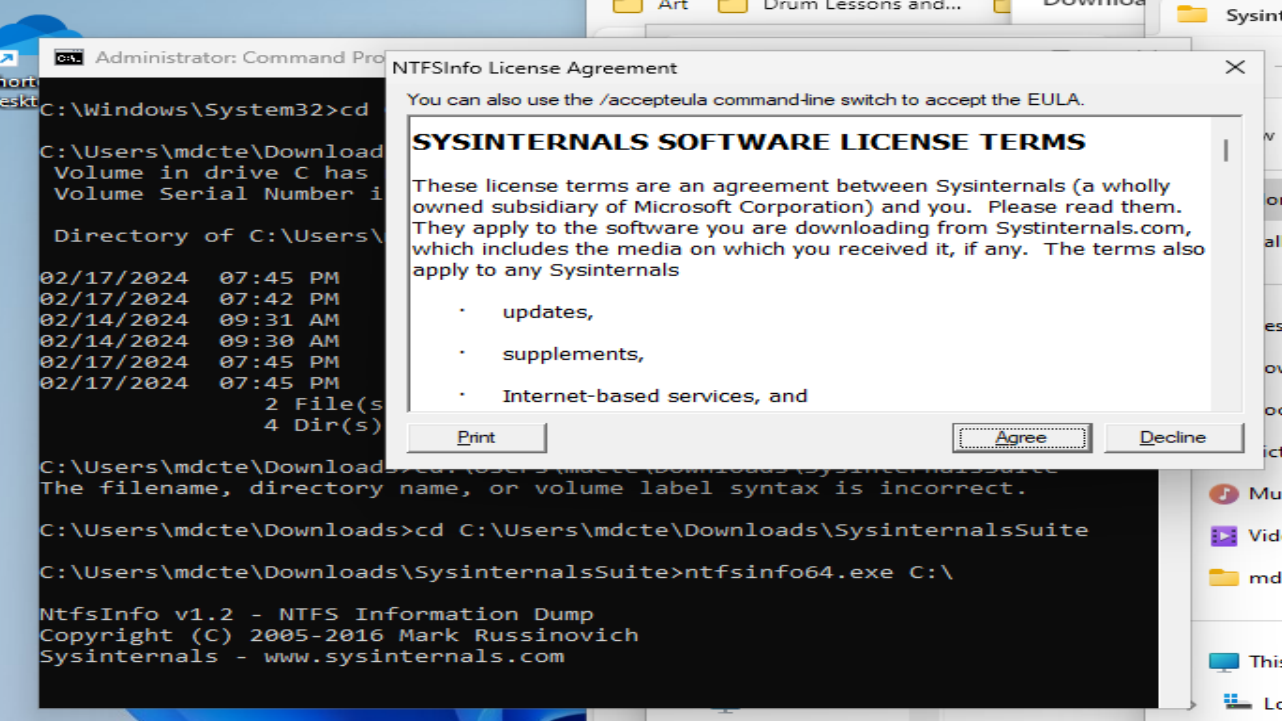 Art
Drum Lessons and...
Administrator: Command Pro
C:\Windows\System32>cd
C:\Users\mdcte\Download
Volume in drive C has
Volume Serial Number i
Directory of C:\Users\
02/17/2024 07:45 PM
02/17/2024 07:42 PM
02/14/2024 09:31 AM
02/14/2024 09:30 AM
02/17/2024 07:45 PM
02/17/2024 07:45 PM
2 File(s
4 Dir(s)
NTFSInfo License Agreement
You can also use the /accepteula command-line switch to accept the EULA.
SYSINTERNALS SOFTWARE LICENSE TERMS
These license terms are an agreement between Sysinternals (a wholly
owned subsidiary of Microsoft Corporation) and you. Please read them.
They apply to the software you are downloading from Systinternals.com,
which includes the media on which you received it, if any. The terms also
apply to any Sysinternals
· updates,
· supplements,
· Internet-based services, and
Print
Agree
Decline
C:\Users\mdcte\Downloads>cd:\Users\mdcte\Downloads\SysinternalsSuite
The filename, directory name, or volume label syntax is incorrect.
C:\Users\mdcte\Downloads>cd C:\Users\mdcte\Downloads\SysinternalsSuite
C:\Users\mdcte\Downloads\SysinternalsSuite>ntfsinfo64.exe C:\
NtfsInfo v1.2 - NTFS Information Dump
Copyright (C) 2005-2016 Mark Russinovich
Sysinternals - www.sysinternals.com
Sysint
Mu
Vid
md
This
Lo